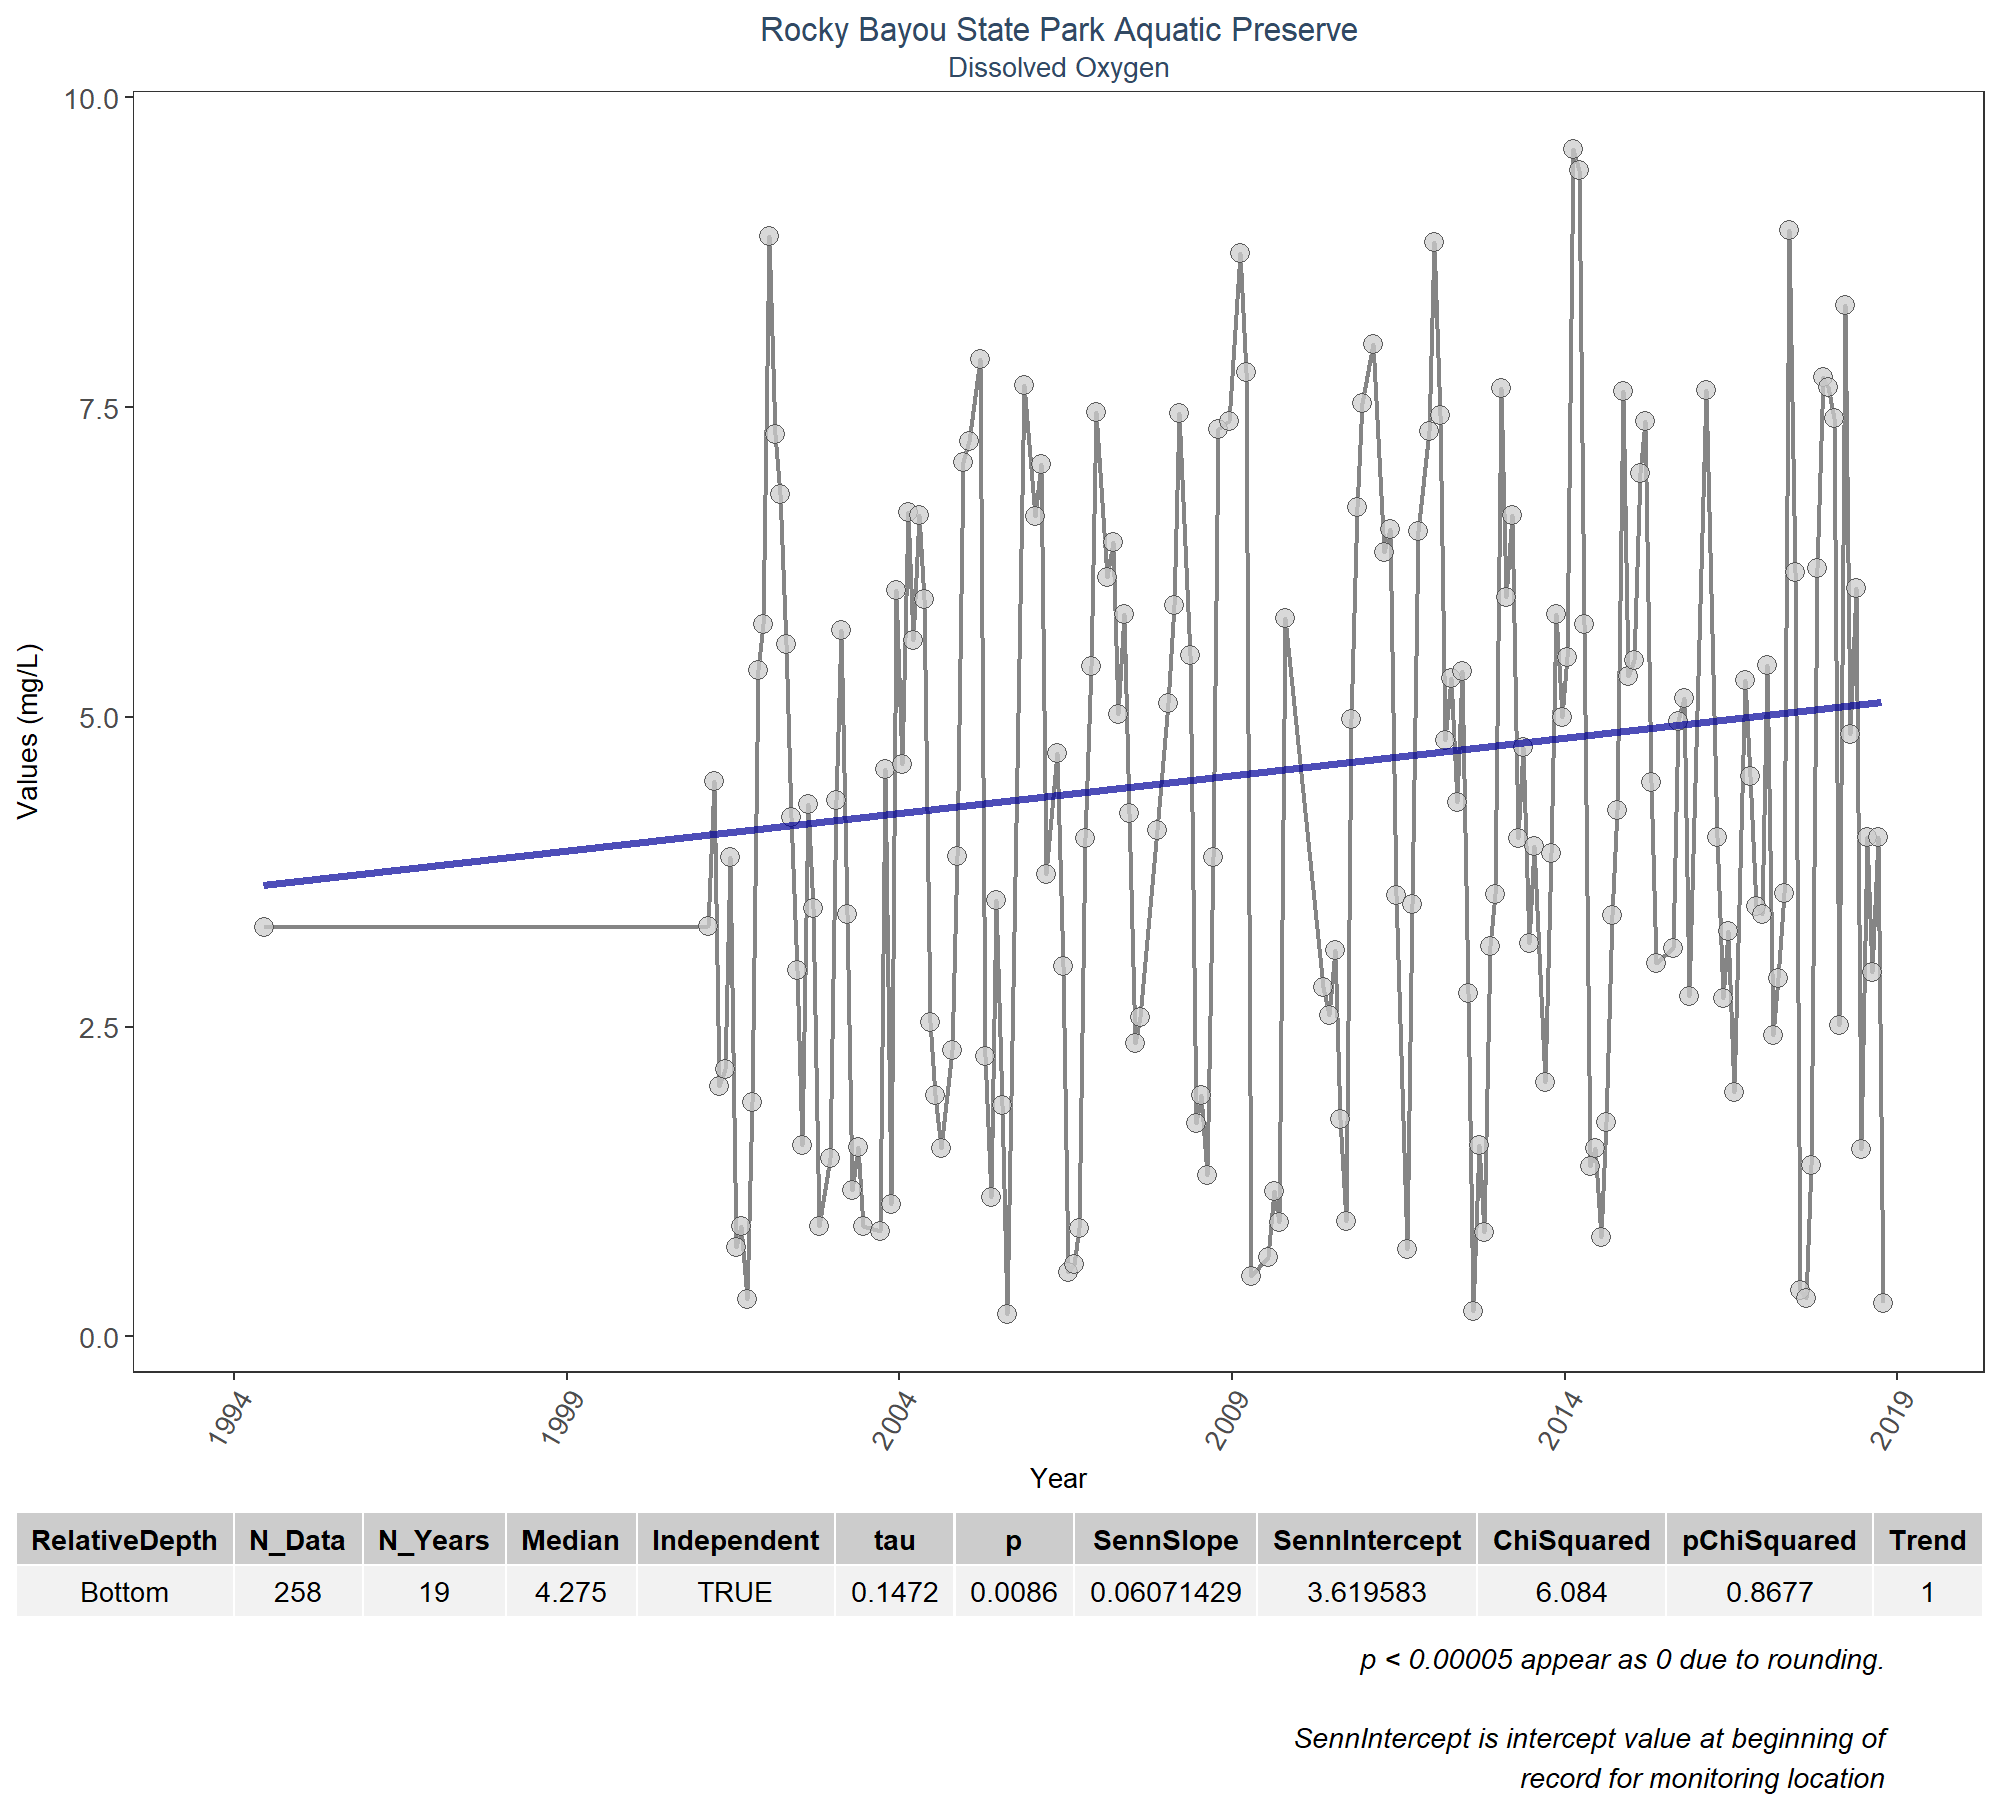 Rocky Bayou State Park Aquatic Preserve
Dissolved Oxygen
10.0
7.5
5.0
2.5
0.0
Values (mg/L)
1994 1999 2004 2009 2014 2019
Year
RelativeDepth N_Data N_Years Median Independent tau p SennSlope SennIntercept ChiSquared pChiSquared Trend
Bottom 258 19 4.275 TRUE 0.1472 0.0086 0.06071429 3.619583 6.084 0.8677 1
p < 0.00005 appear as 0 due to rounding.
SennIntercept is intercept value at beginning of
record for monitoring location